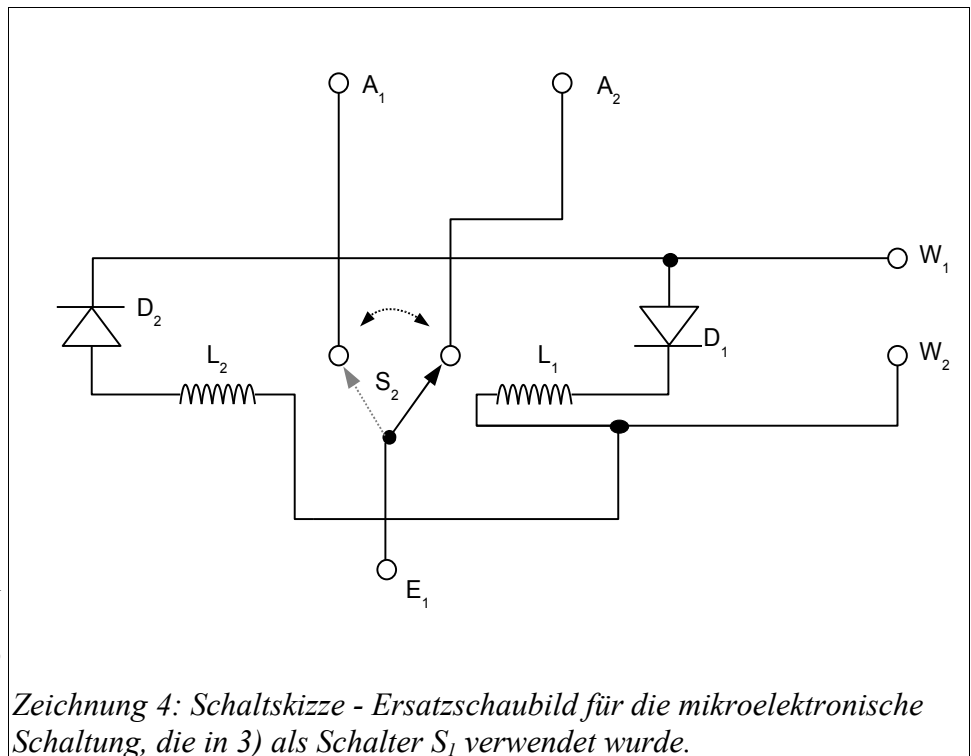 A₁
A₂
W₁
D₂
D₁
L₂
L₁
W₂
S₂
E₁
Zeichnung 4: Schaltskizze - Ersatzschaubild für die mikroelektronische
Schaltung, die in 3) als Schalter S₁ verwendet wurde.